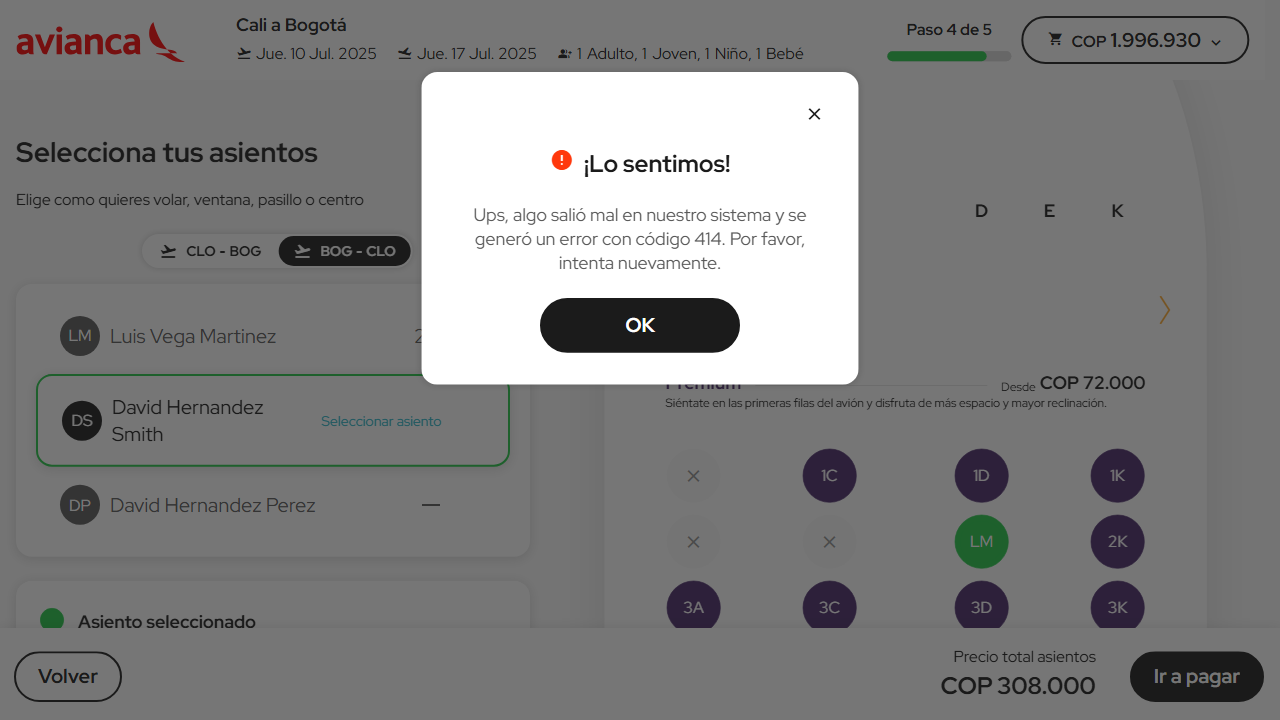 avianca
Cali a Bogotá
Jue. 10 Jul. 2025 Jue. 17 Jul. 2025 1 Adulto, 1 Joven, 1 Niño, 1 Bebé
Paso 4 de 5
COP 1.996.930
Selecciona tus asientos
Elige como quieres volar, ventana, pasillo o centro
CLO - BOG BOG - CLO
LM Luis Vega Martinez
DS David Hernandez
Smith
Seleccionar asiento
DP David Hernandez Perez —
Asiento seleccionado
¡Lo sentimos!
Ups, algo salió mal en nuestro sistema y se
generó un error con código 414. Por favor,
intenta nuevamente.
OK
D E K
Premium Desde COP 72.000
Siéntate en las primeras filas del avión y disfruta de más espacio y mayor reclinación.
1C 1D 1K
LM 2K
3A 3C 3D 3K
Volver
Precio total asientos
COP 308.000
Ir a pagar